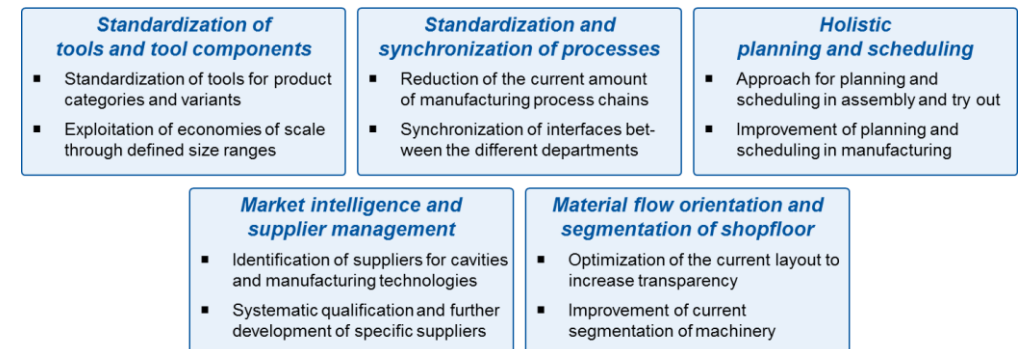 Standardization of
tools and tool components
▪ Standardization of tools for product
categories and variants
▪ Exploitation of economies of scale
through defined size ranges
Standardization and
synchronization of processes
▪ Reduction of the current amount
of manufacturing process chains
▪ Synchronization of interfaces bet-
ween the different departments
Holistic
planning and scheduling
▪ Approach for planning and
scheduling in assembly and try out
▪ Improvement of planning and
scheduling in manufacturing
Market intelligence and
supplier management
▪ Identification of suppliers for cavities
and manufacturing technologies
▪ Systematic qualification and further
development of specific suppliers
Material flow orientation and
segmentation of shopfloor
▪ Optimization of the current layout to
increase transparency
▪ Improvement of current
segmentation of machinery